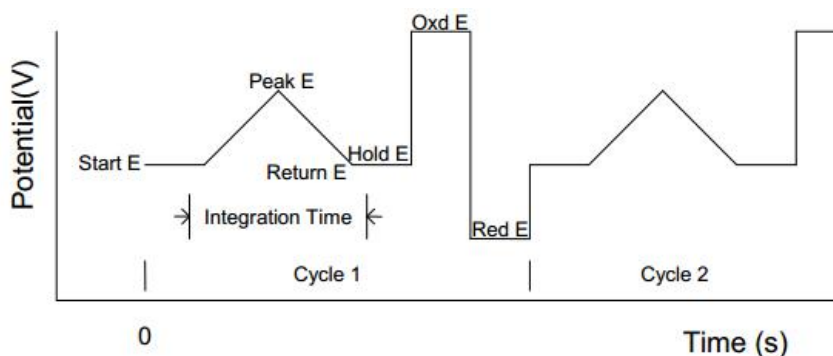 Oxd E
Peak E
Potential(V)
Start E
Hold E
Return E
Integration Time
Red E
Cycle 1
Cycle 2
0
Time (s)